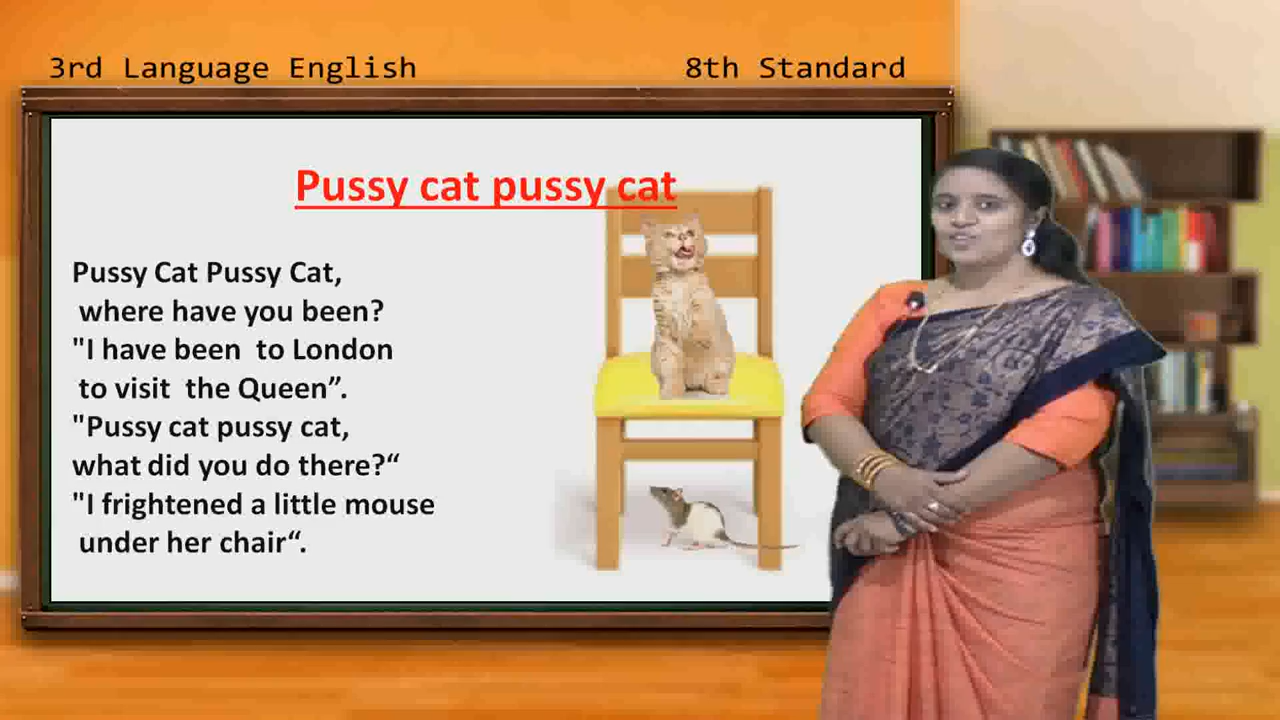 3rd Language English
8th Standard
Pussy cat pussy cat
Pussy Cat Pussy Cat,
where have you been?
"I have been to London
to visit the Queen”.
"Pussy cat pussy cat,
what did you do there?“
"I frightened a little mouse
under her chair“.